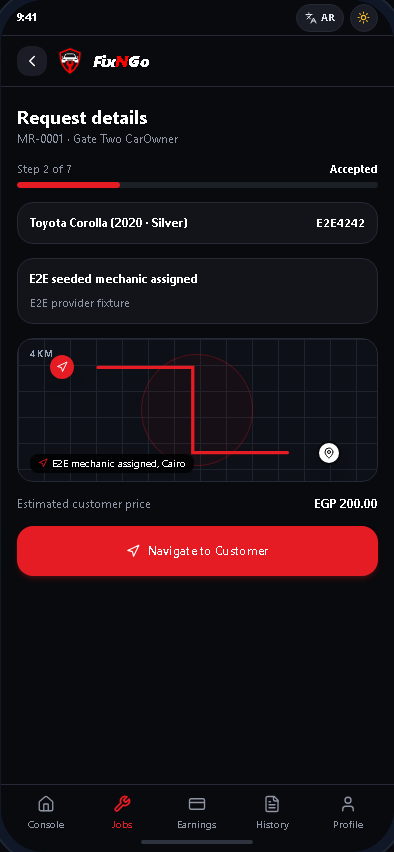 9:41
AR
FixNGo
Request details
MR-0001 · Gate Two CarOwner
Step 2 of 7
Accepted
Toyota Corolla (2020 · Silver)
E2E4242
E2E seeded mechanic assigned
E2E provider fixture
4 KM
E2E mechanic assigned, Cairo
Estimated customer price
EGP 200.00
Navigate to Customer
Console
Jobs
Earnings
History
Profile